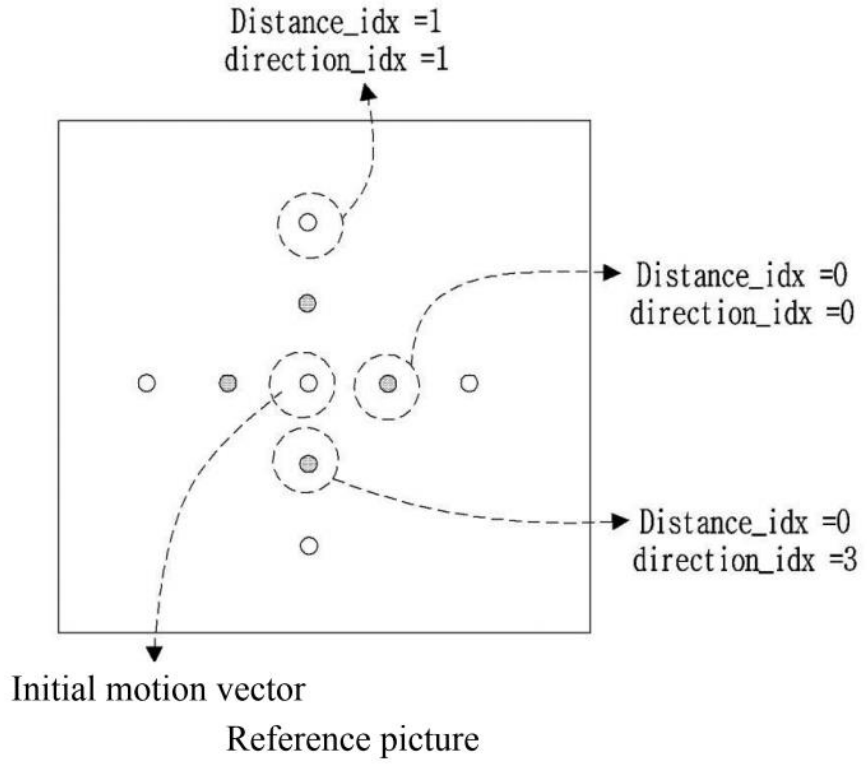 Distance_idx =1
direction_idx =1
Distance_idx =0
direction_idx =0
Distance_idx =0
direction_idx =3
Initial motion vector
Reference picture